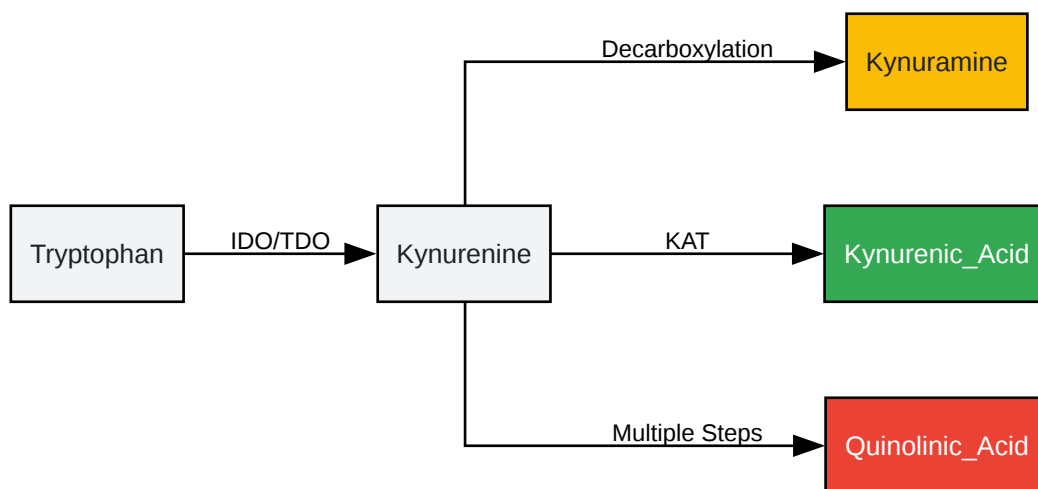 Decarboxylation
Kynuramine
Tryptophan
IDO/TDO
Kynurenine
KAT
Kynurenic_Acid
Multiple Steps
Quinolinic_Acid